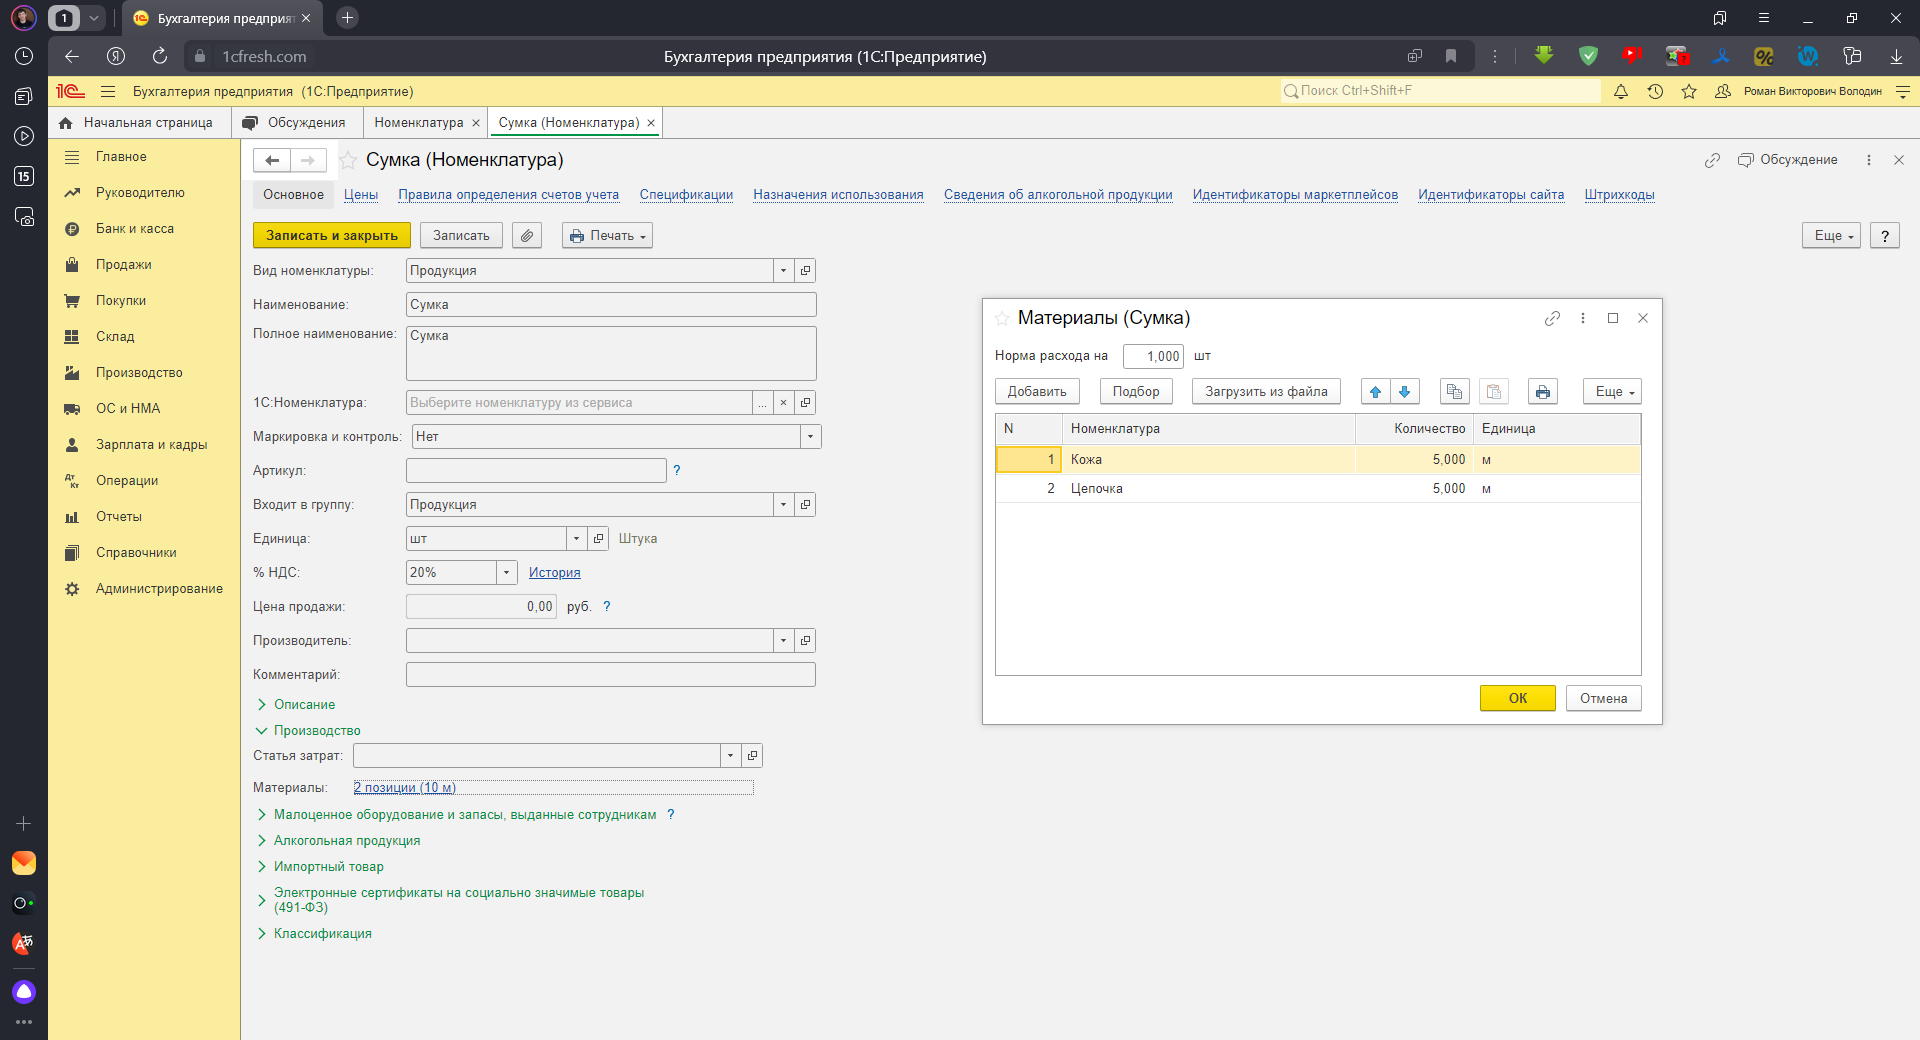 1
Бухгалтерия предприят
1cfresh.com
Бухгалтерия предприятия (1С:Предприятие)
Бухгалтерия предприятия (1С:Предприятие)
Поиск Ctrl+Shift+F
Роман Викторович Володин
Начальная страница
Обсуждения
Номенклатура
Сумка (Номенклатура)
15
Главное
Руководителю
Банк и касса
Продажи
Покупки
Склад
Производство
ОС и НМА
Зарплата и кадры
Операции
Отчеты
Справочники
Администрирование
Сумка (Номенклатура)
Обсуждение
Основное Цены Правила определения счетов учета Спецификации Назначения использования Сведения об алкогольной продукции Идентификаторы маркетплейсов Идентификаторы сайта Штрихкоды
Записать и закрыть Записать Печать Еще ?
Вид номенклатуры: Продукция
Наименование: Сумка
Полное наименование: Сумка
1С:Номенклатура: Выберите номенклатуру из сервиса ...
Маркировка и контроль: Нет
Артикул: ?
Входит в группу: Продукция
Единица: шт Штука
% НДС: 20% История
Цена продажи: 0,00 руб. ?
Производитель:
Комментарий:
Описание
Производство
Статья затрат:
Материалы: 2 позиции (10 м)
Малоценное оборудование и запасы, выданные сотрудникам ?
Алкогольная продукция
Импортный товар
Электронные сертификаты на социально значимые товары
(491-ФЗ)
Классификация
Материалы (Сумка)
Норма расхода на 1,000 шт
Добавить Подбор Загрузить из файла Еще
N Номенклатура Количество Единица
1 Кожа 5,000 м
2 Цепочка 5,000 м
ОК Отмена